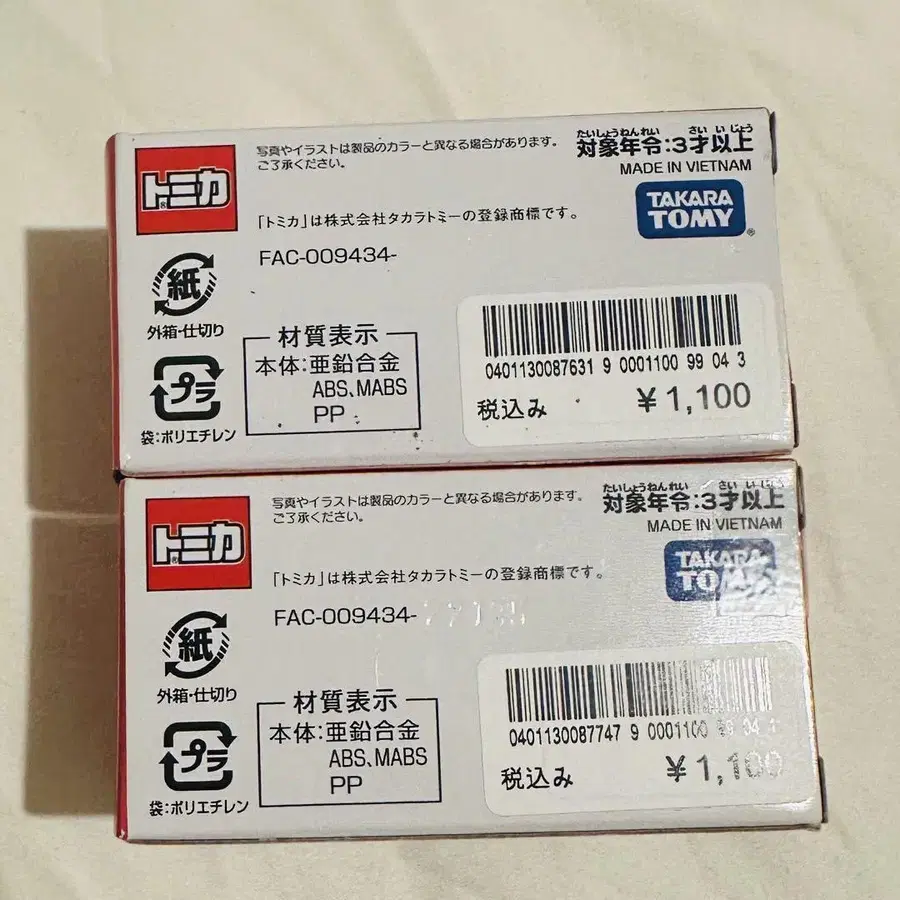 トミカ
写真やイラストは製品のカラーと異なる場合があります。
ご了承ください。
たいしょうねんれい さい いじょう
対象年令:3才以上
MADE IN VIETNAM
TAKARA
TOMY
「トミカ」は株式会社タカラトミーの登録商標です。
FAC-009434-
紙
外箱・仕切り
プラ
袋:ポリエチレン
材質表示
本体:亜鉛合金
ABS、MABS
PP
0401130087631 9 0001100 99 04 3
税込み ¥1,100
トミカ
写真やイラストは製品のカラーと異なる場合があります。
ご了承ください。
たいしょうねんれい さい いじょう
対象年令:3才以上
MADE IN VIETNAM
TAKARA
TOMY
「トミカ」は株式会社タカラトミーの登録商標です。
FAC-009434-
紙
外箱・仕切り
プラ
袋:ポリエチレン
材質表示
本体:亜鉛合金
ABS、MABS
PP
0401130087747 9 0001100
税込み ¥1,100